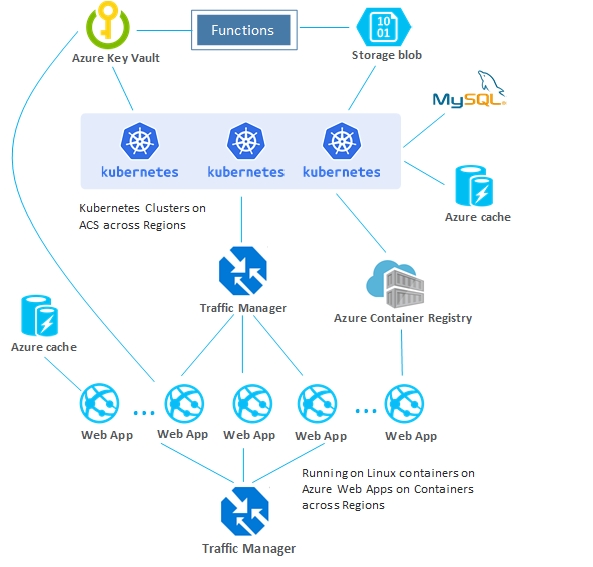 10
01
Functions
Azure Key Vault
Storage blob
MySQL®
kubernetes
kubernetes
kubernetes
Azure cache
Kubernetes Clusters on
ACS across Regions
Traffic Manager
Azure Container Registry
Azure cache
...
...
Web App
Web App
Web App
Web App
Web App
Running on Linux containers on
Azure Web Apps on Containers
across Regions
Traffic Manager